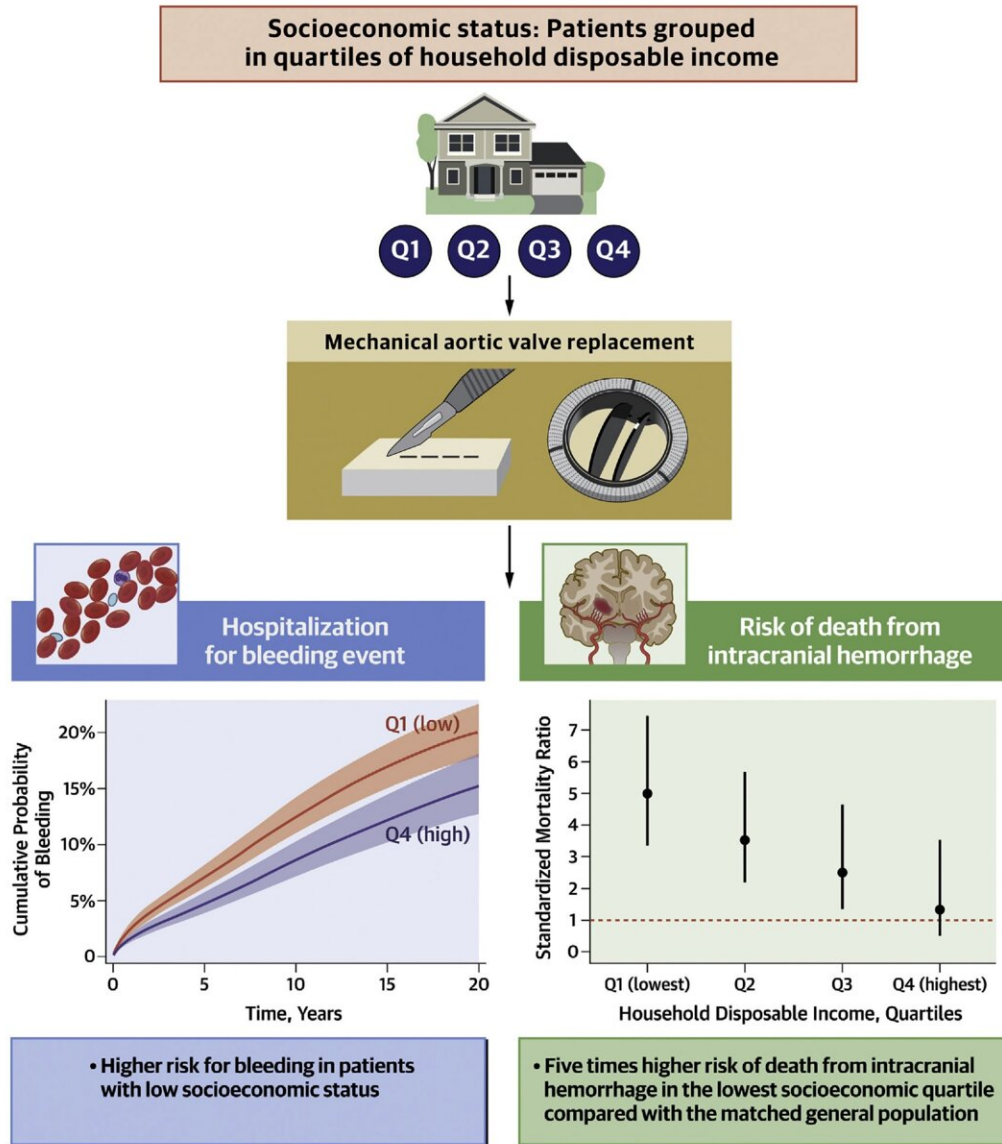 Socioeconomic status: Patients grouped
in quartiles of household disposable income
Q1 Q2 Q3 Q4
Mechanical aortic valve replacement
Hospitalization
for bleeding event
Cumulative Probability
of Bleeding
20%
15%
10%
5%
0
Q1 (low)
Q4 (high)
0 5 10 15 20
Time, Years
• Higher risk for bleeding in patients
with low socioeconomic status
Risk of death from
intracranial hemorrhage
Standardized Mortality Ratio
7
6
5
4
3
2
1
0
Q1 (lowest) Q2 Q3 Q4 (highest)
Household Disposable Income, Quartiles
• Five times higher risk of death from intracranial
hemorrhage in the lowest socioeconomic quartile
compared with the matched general population